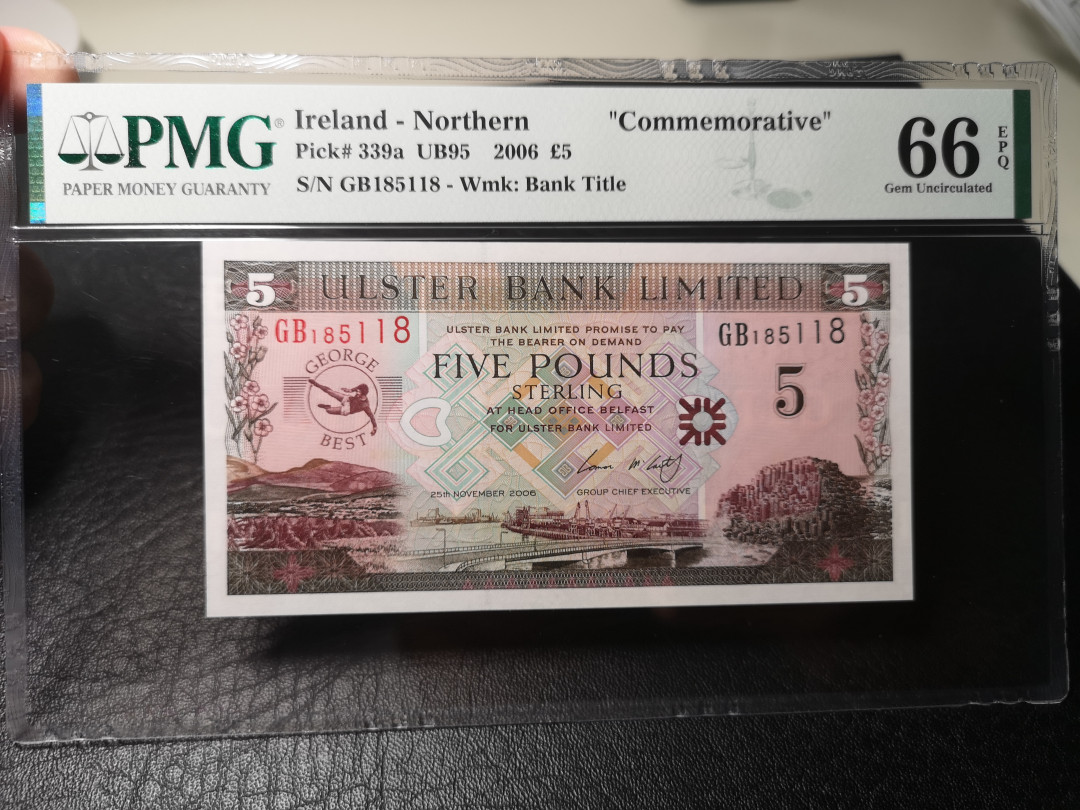 PMG®
PAPER MONEY GUARANTY
Ireland - Northern "Commemorative"
Pick# 339a UB95 2006 £5
S/N GB185118 - Wmk: Bank Title
66 EPQ
Gem Uncirculated
5 ULSTER BANK LIMITED 5
GB185118
GB185118
ULSTER BANK LIMITED PROMISE TO PAY
THE BEARER ON DEMAND
FIVE POUNDS
STERLING
AT HEAD OFFICE BELFAST
FOR ULSTER BANK LIMITED
GEORGE
BEST
5
25th NOVEMBER 2006
GROUP CHIEF EXECUTIVE